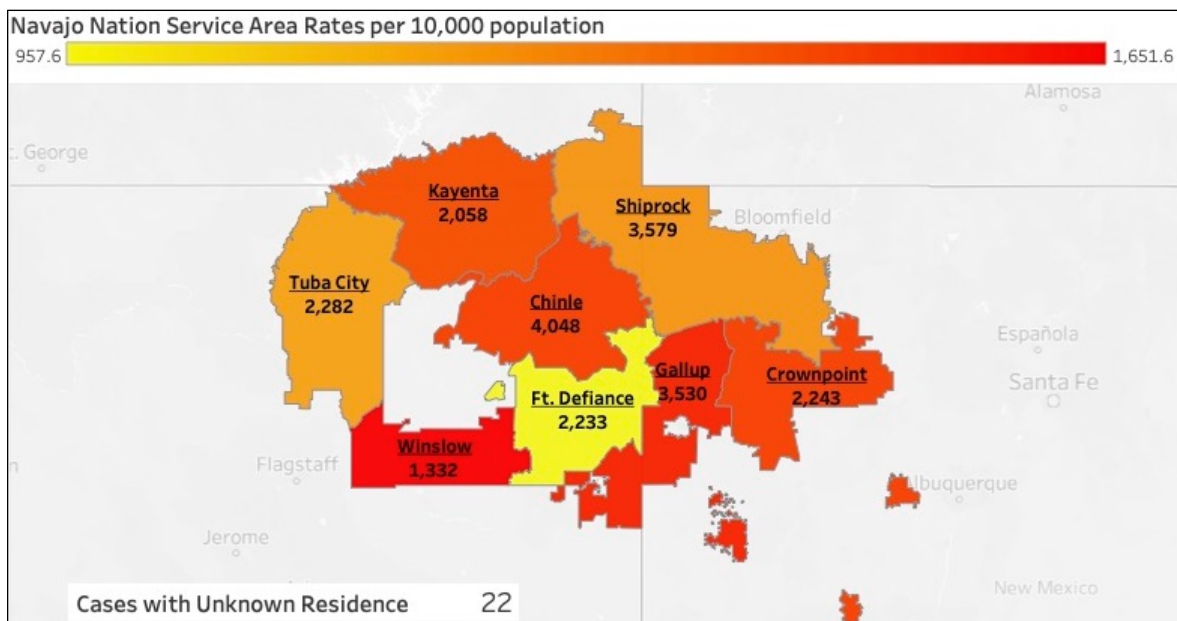 Navajo Nation Service Area Rates per 10,000 population
957.6
1,651.6
Alamosa
George
Kayenta
2,058
Shiprock
3,579
Bloomfield
Tuba City
2,282
Chinle
4,048
Española
Gallup
3,530
Crownpoint
2,243
Santa Fe
Ft. Defiance
2,233
Winslow
1,332
Flagstaff
Albuquerque
Jerome
New Mexico
Cases with Unknown Residence 22